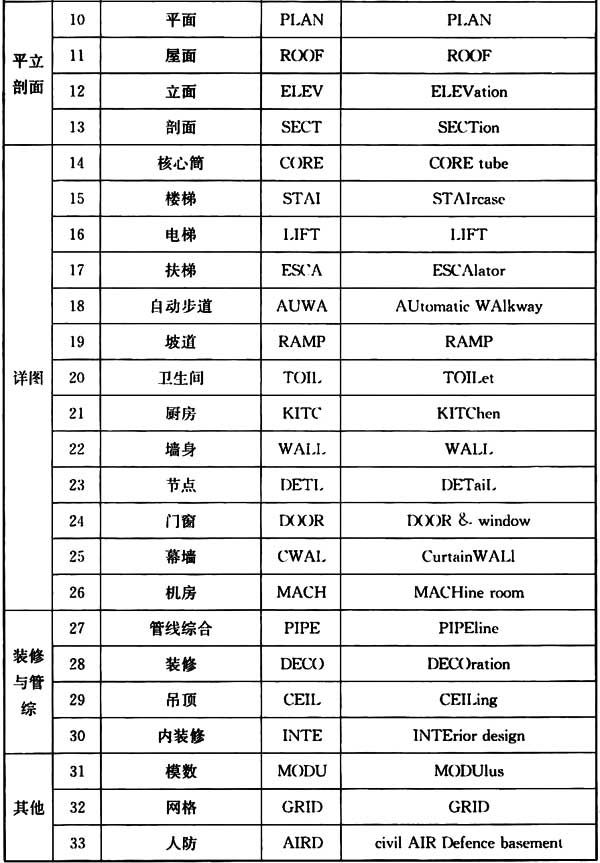 平立剖面
10 平面 PLAN PLAN
11 屋面 ROOF ROOF
12 立面 ELEV ELEVation
13 剖面 SECT SECTion
详图
14 核心筒 CORE CORE tube
15 楼梯 STAI STAIrcase
16 电梯 LIFT LIFT
17 扶梯 ESCA ESCAlator
18 自动步道 AUWA AUtomatic WAlkway
19 坡道 RAMP RAMP
20 卫生间 TOIL TOILet
21 厨房 KITC KITChen
22 墙身 WALL WALL
23 节点 DETL DETaiL
24 门窗 DOOR DOOR & window
25 幕墙 CWAL CurtainWALl
26 机房 MACH MACHine room
装修与管综
27 管线综合 PIPE PIPEline
28 装修 DECO DECOration
29 吊顶 CEIL CEILing
30 内装修 INTE INTErior design
其他
31 模数 MODU MODUlus
32 网格 GRID GRID
33 人防 AIRD civil AIR Defence basement